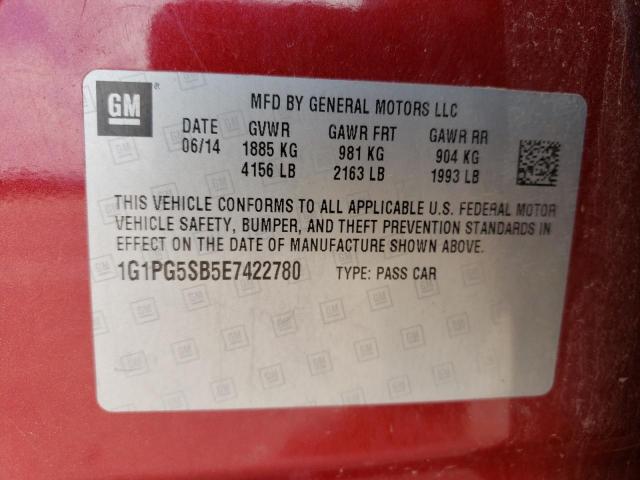 GM ® MFD BY GENERAL MOTORS LLC
DATE GVWR GAWR FRT GAWR RR
06/14 1885 KG 981 KG 904 KG
4156 LB 2163 LB 1993 LB
THIS VEHICLE CONFORMS TO ALL APPLICABLE U.S. FEDERAL MOTOR
VEHICLE SAFETY, BUMPER, AND THEFT PREVENTION STANDARDS IN
EFFECT ON THE DATE OF MANUFACTURE SHOWN ABOVE.
1G1PG5SB5E7422780 TYPE: PASS CAR